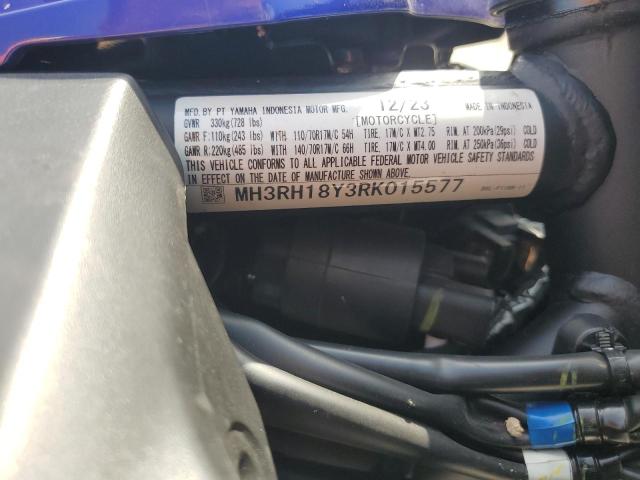 MFD. BY PT YAMAHA INDONESIA MOTOR MFG. 12/23 MADE IN INDONESIA
GVWR 330kg(728 lbs) [MOTORCYCLE]
GAWR F:110kg(243 lbs) WITH 110/70R17M/C 54H TIRE, 17M/C X MT2.75 RIM, AT 200kPa(29psi) COLD
GAWR R:220kg(485 lbs) WITH 140/70R17M/C 66H TIRE, 17M/C X MT4.00 RIM, AT 250kPa(36psi) COLD
THIS VEHICLE CONFORMS TO ALL APPLICABLE FEDERAL MOTOR VEHICLE SAFETY STANDARDS
IN EFFECT ON THE DATE OF MANUFACTURE SHOWN ABOVE.
MH3RH18Y3RK015577